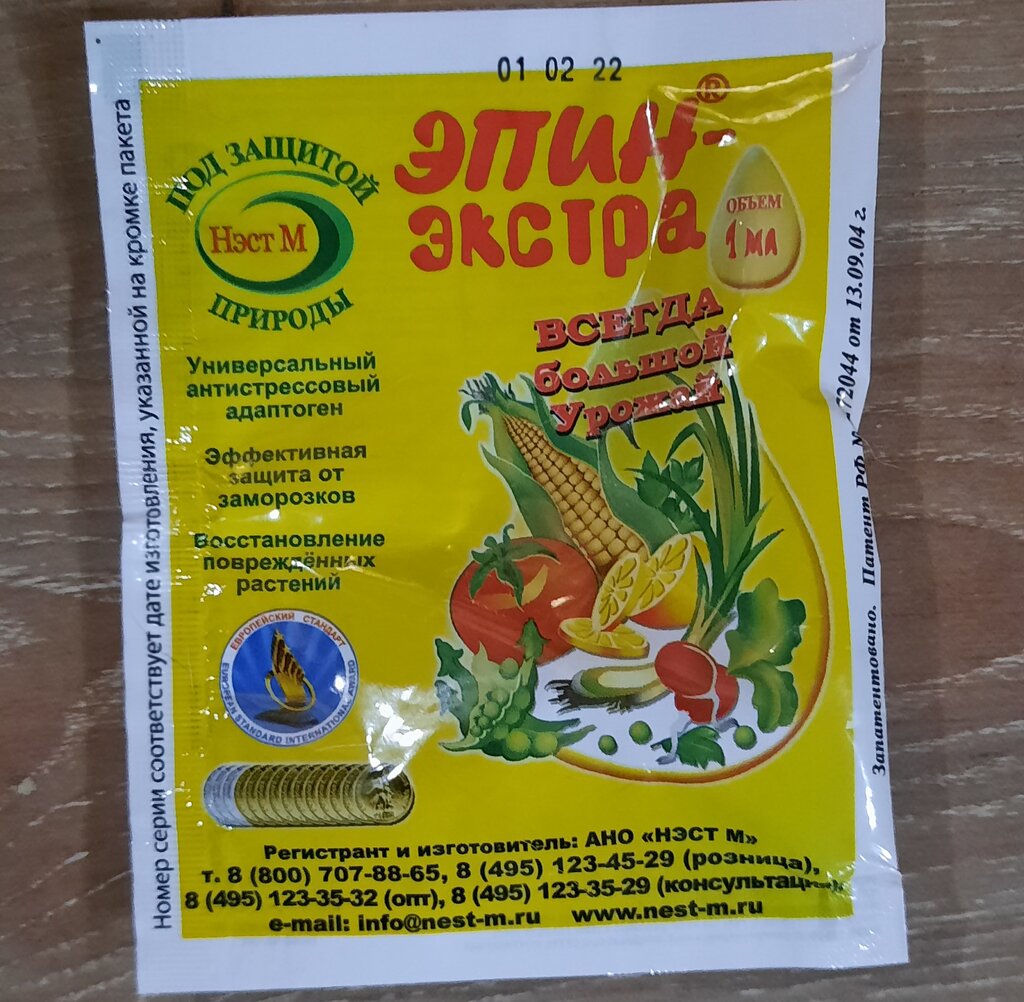 01 02 22
ЭПИН-®
ЭКСТРА
ОБЪЕМ
1 МЛ
ПОД ЗАЩИТОЙ
Нэст М
ПРИРОДЫ
ВСЕГДА
большой
Урожай
Универсальный
антистрессовый
адаптоген
Эффективная
защита от
заморозков
Восстановление
повреждённых
растений
ЕВРОПЕЙСКИЙ СТАНДАРТ
EUROPEAN STANDARD INTERNATIONAL AWARD
Регистрант и изготовитель: АНО «НЭСТ М»
т. 8 (800) 707-88-65, 8 (495) 123-45-29 (розница),
8 (495) 123-35-32 (опт), 8 (495) 123-35-29 (консультации),
e-mail: info@nest-m.ru www.nest-m.ru
Номер серии соответствует дате изготовления, указанной на кромке пакета
Запатентовано. Патент РФ от 13.09.04 г.